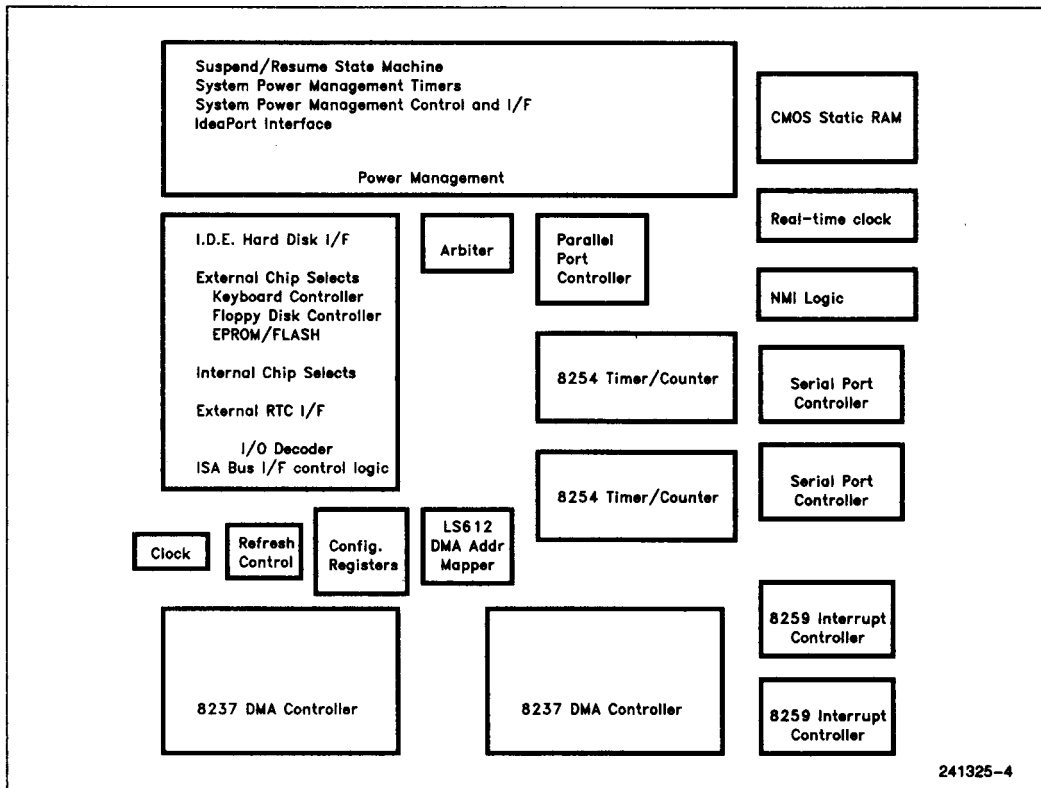 Suspend/Resume State Machine
System Power Management Timers
System Power Management Control and I/F
IdeaPort Interface
Power Management
CMOS Static RAM
Real-time clock
NMI Logic
I.D.E. Hard Disk I/F
External Chip Selects
Keyboard Controller
Floppy Disk Controller
EPROM/FLASH
Internal Chip Selects
External RTC I/F
I/O Decoder
ISA Bus I/F control logic
Arbiter
Parallel
Port
Controller
8254 Timer/Counter
Serial Port
Controller
8254 Timer/Counter
Serial Port
Controller
Clock
Refresh
Control
Config.
Registers
LS612
DMA Addr
Mapper
8237 DMA Controller
8237 DMA Controller
8259 Interrupt
Controller
8259 Interrupt
Controller
241325-4